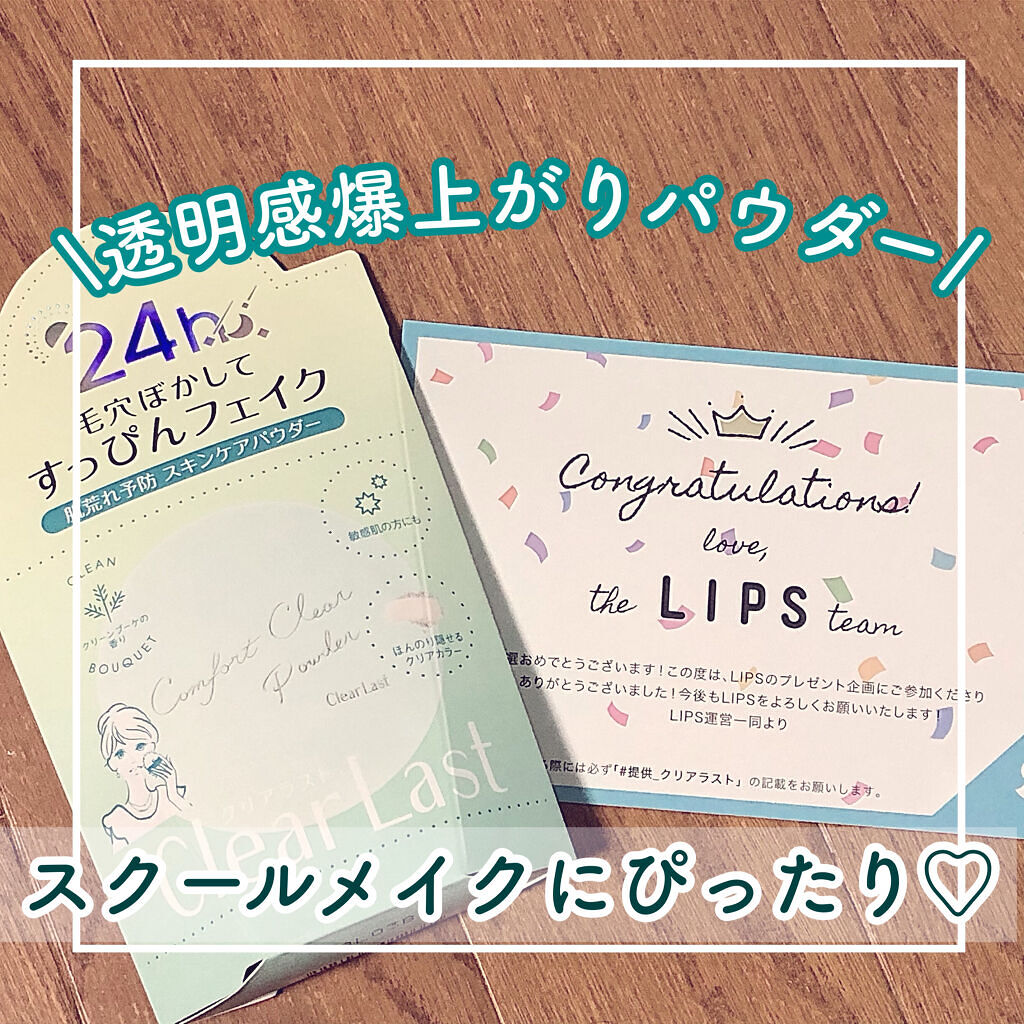 \透明感爆上がりパウダー/
24h
毛穴ぼかして
すっぴんフェイク
肌荒れ予防 スキンケアパウダー
敏感肌の方にも
CLEAN
クリーンブーケの
香り
BOUQUET
Comfort Clear
Powder
ClearLast
ほんのり隠せる
クリアカラー
ClearLast
Congratulations!
love,
the LIPS team
選おめでとうございます!この度は、LIPSのプレゼント企画にご参加くださり
ありがとうございました!今後もLIPSをよろしくお願いいたします!
LIPS運営一同より
際には必ず「#提供_クリアラスト」の記載をお願いします。
スクールメイクにぴったり♡